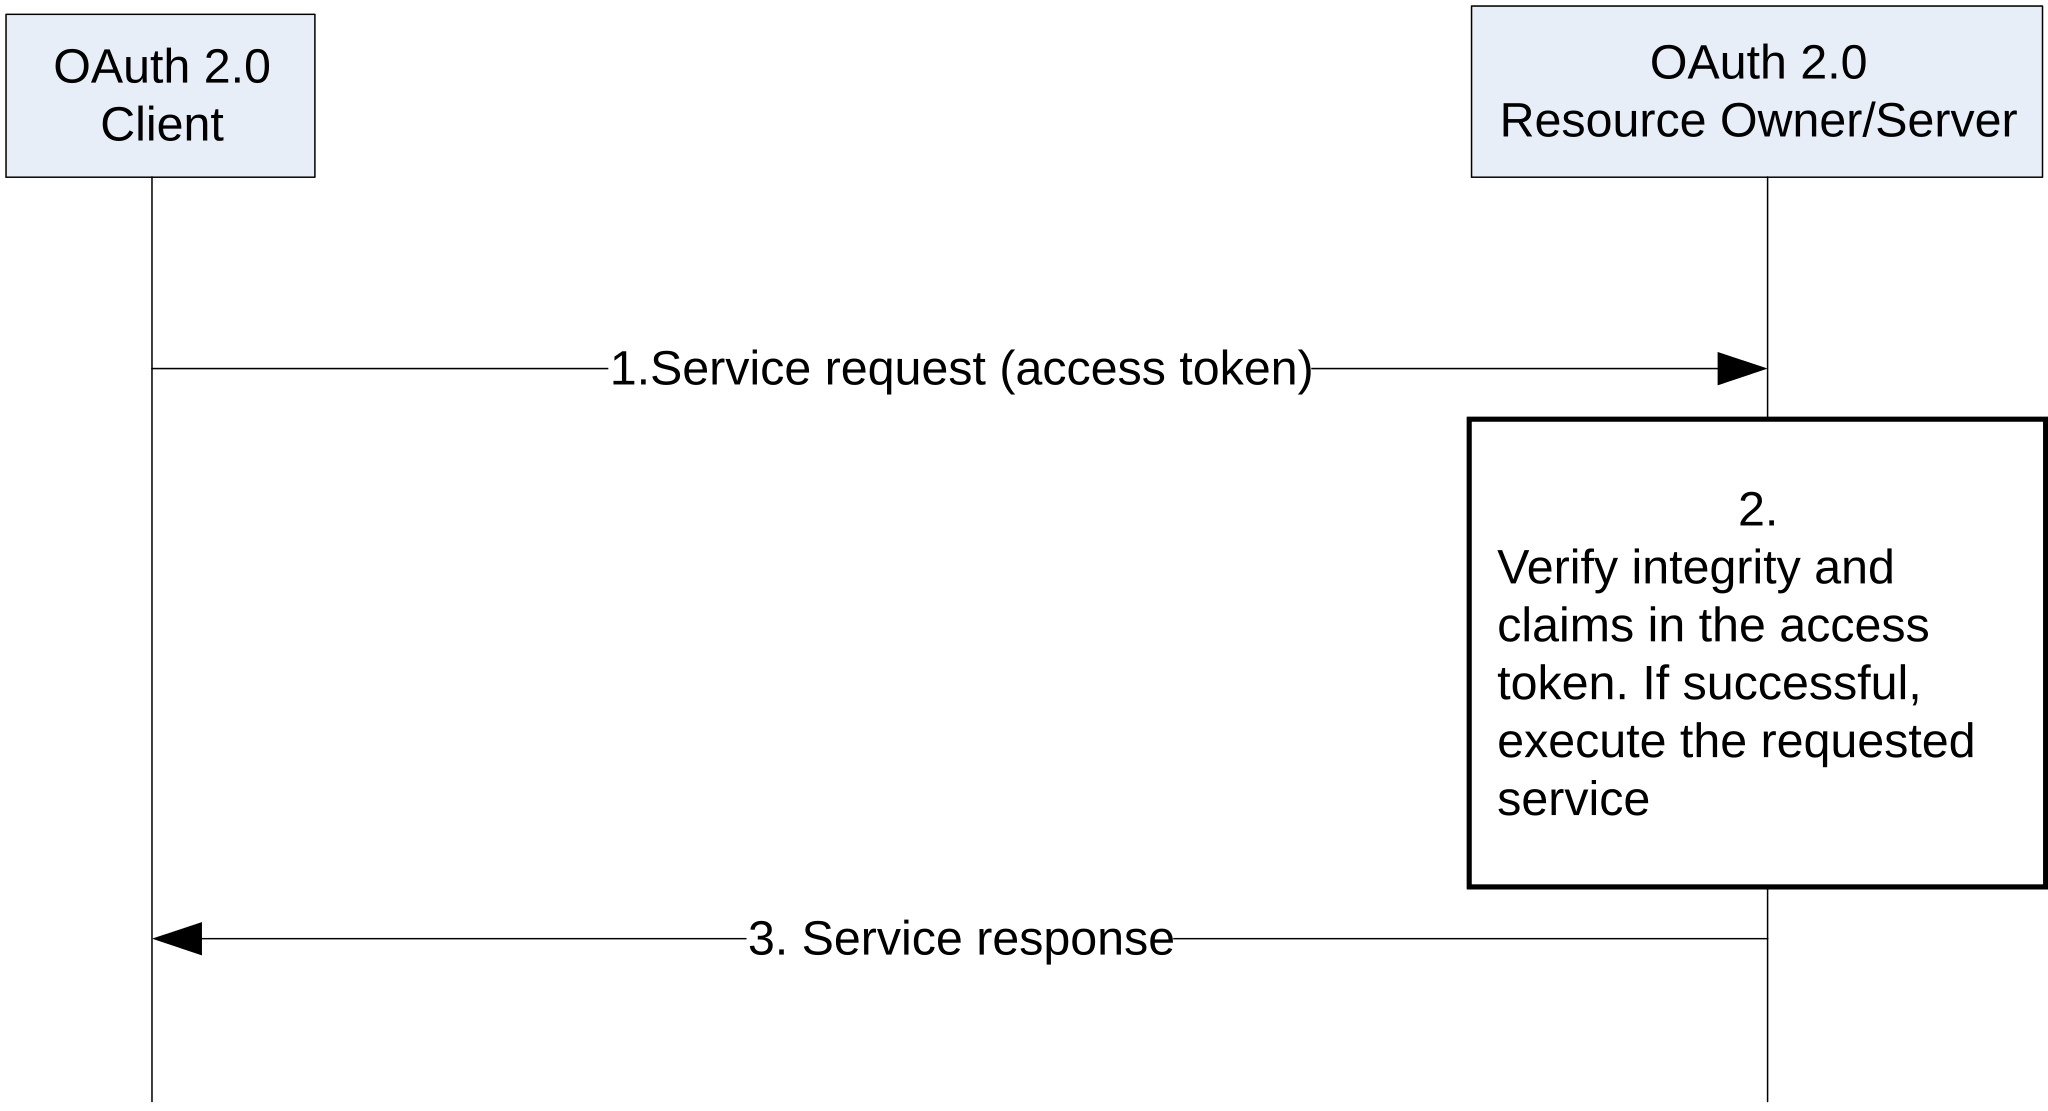 OAuth 2.0
Client
OAuth 2.0
Resource Owner/Server
1.Service request (access token)
2.
Verify integrity and
claims in the access
token. If successful,
execute the requested
service
3. Service response